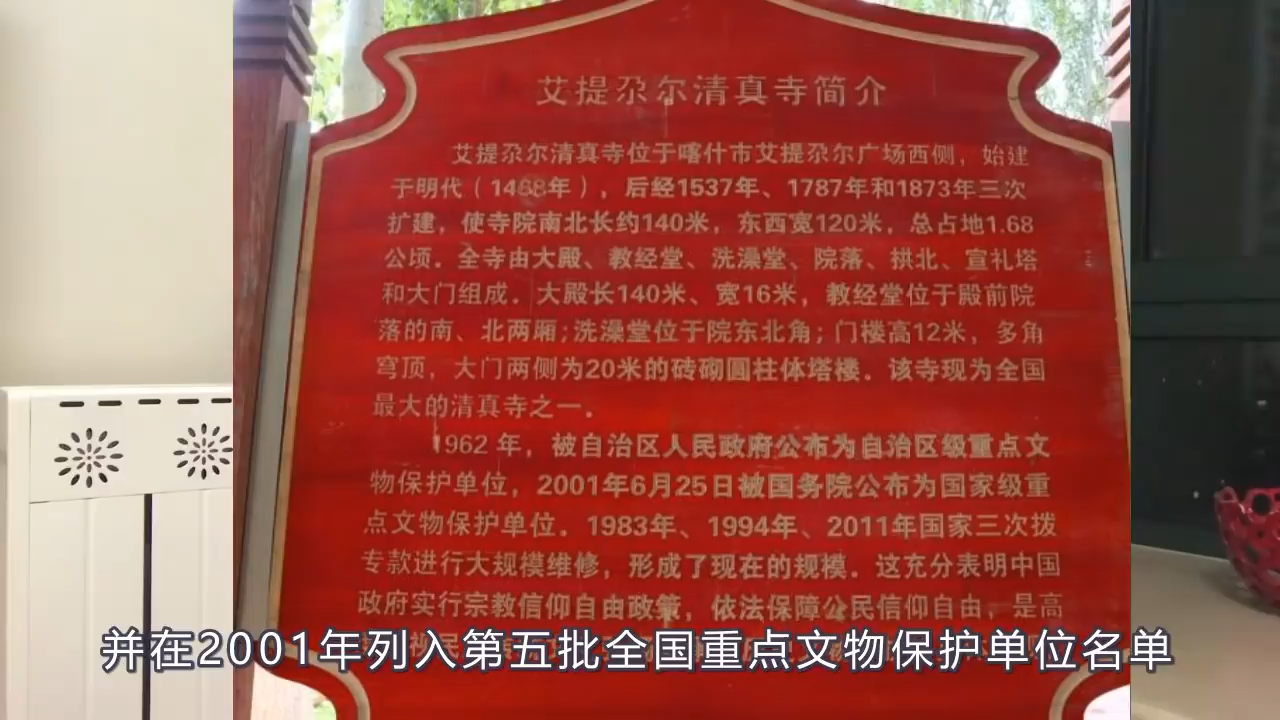 艾提尕尔清真寺简介
艾提尕尔清真寺位于喀什市艾提尕尔广场西侧，始建
于明代（1468年），后经1537年、1787年和1873年三次
扩建，使寺院南北长约140米，东西宽120米，总占地1.68
公顷．全寺由大殿、教经堂、洗澡堂、院落、拱北、宣礼塔
和大门组成．大殿长140米、宽16米，教经堂位于殿前院
落的南、北两厢；洗澡堂位于院东北角；门楼高12米，多角
穹顶，大门两侧为20米的砖砌圆柱体塔楼．该寺现为全国
最大的清真寺之一．
1962年，被自治区人民政府公布为自治区级重点文
物保护单位，2001年6月25日被国务院公布为国家级重
点文物保护单位．1983年、1994年、2011年国家三次拨
专款进行大规模维修，形成了现在的规模．这充分表明中国
政府实行宗教信仰自由政策，依法保障公民信仰自由，是高
并在2001年列入第五批全国重点文物保护单位名单